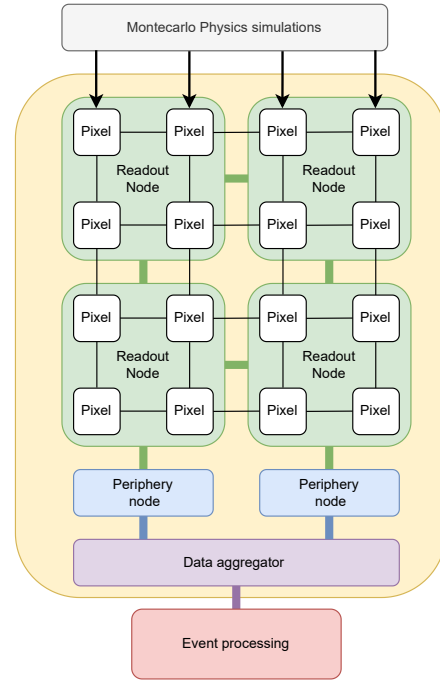 Montecarlo Physics simulations
Pixel Pixel Pixel Pixel
Readout
Node
Readout
Node
Pixel Pixel Pixel Pixel
Pixel Pixel Pixel Pixel
Readout
Node
Readout
Node
Pixel Pixel Pixel Pixel
Periphery
node
Periphery
node
Data aggregator
Event processing